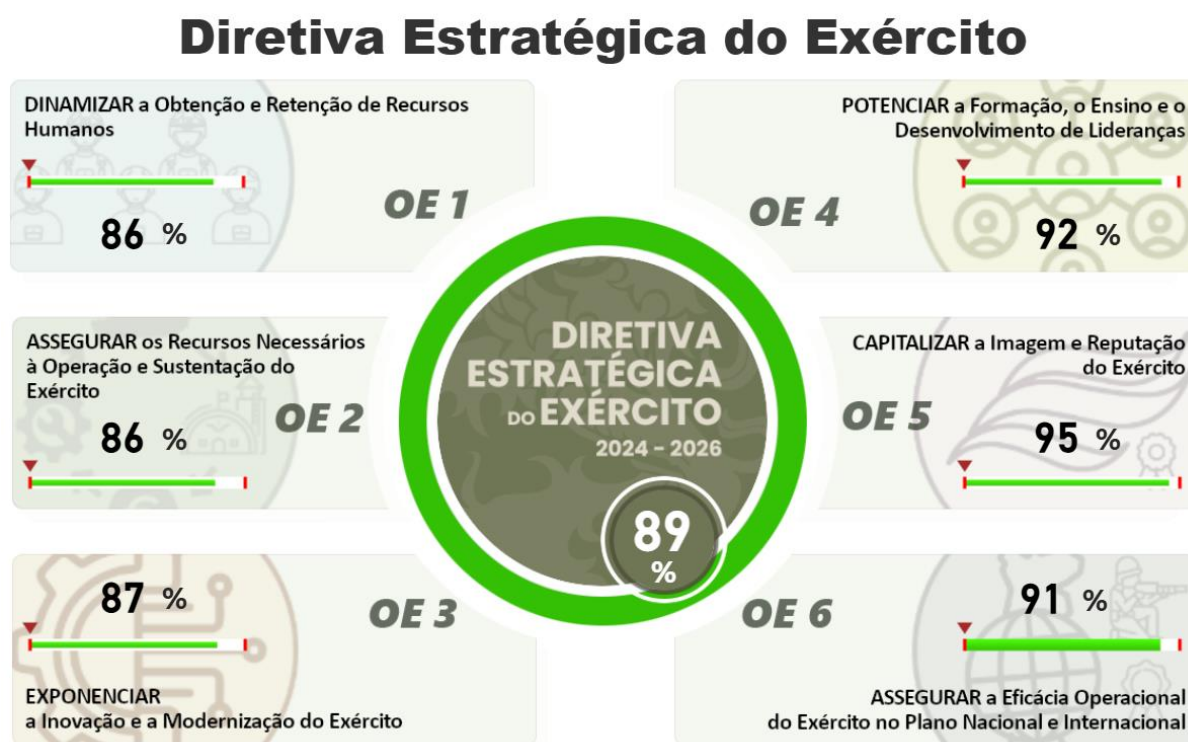 Diretiva Estratégica do Exército
DINAMIZAR a Obtenção e Retenção de Recursos
Humanos
86 %
OE 1
ASSEGURAR os Recursos Necessários
à Operação e Sustentação do
Exército
86 %
OE 2
87 %
OE 3
EXPONENCIAR
a Inovação e a Modernização do Exército
DIRETIVA
ESTRATÉGICA
DO EXÉRCITO
2024 – 2026
89
%
POTENCIAR a Formação, o Ensino e o
Desenvolvimento de Lideranças
OE 4
92 %
CAPITALIZAR a Imagem e Reputação
do Exército
OE 5
95 %
91 %
OE 6
ASSEGURAR a Eficácia Operacional
do Exército no Plano Nacional e Internacional